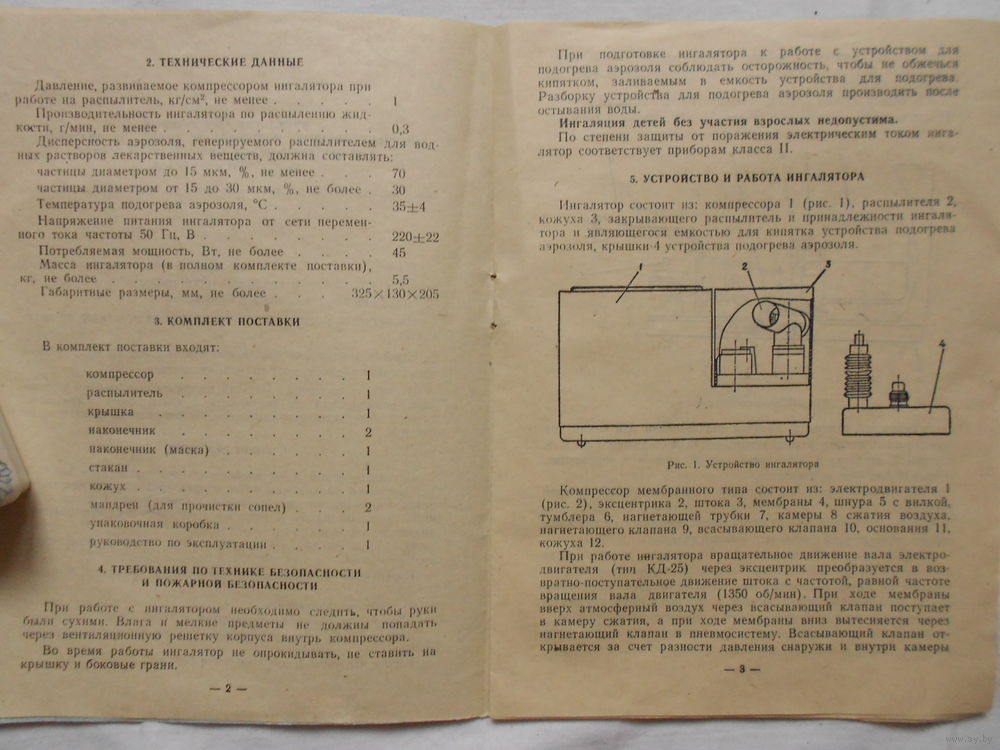 2. ТЕХНИЧЕСКИЕ ДАННЫЕ
Давление, развиваемое компрессором ингалятора при
работе на распылитель, кг/см², не менее . . . . . 1
Производительность ингалятора по распылению жид-
кости, г/мин, не менее . . . . . . . . . . 0,3
Дисперсность аэрозоля, генерируемого распылителем для вод-
ных растворов лекарственных веществ, должна составлять:
частицы диаметром до 15 мкм, %, не менее . . . 70
частицы диаметром от 15 до 30 мкм, %, не более . 30
Температура подогрева аэрозоля, °С . . . . . 35±4
Напряжение питания ингалятора от сети перемен-
ного тока частоты 50 Гц, В . . . . . . . . 220±22
Потребляемая мощность, Вт, не более . . . . 45
Масса ингалятора (в полном комплекте поставки),
кг, не более . . . . . . . . . . . . 5,5
Габаритные размеры, мм, не более . . . 325×130×205
3. КОМПЛЕКТ ПОСТАВКИ
В комплект поставки входят:
компрессор . . . . . . . 1
распылитель . . . . . . . 1
крышка . . . . . . . . 1
наконечник . . . . . . . 2
наконечник (маска) . . . . . 1
стакан . . . . . . . . . 1
кожух . . . . . . . . . 1
мандрен (для прочистки сопел) . . . 2
упаковочная коробка . . . . . 1
руководство по эксплуатации . . . . 1
4. ТРЕБОВАНИЯ ПО ТЕХНИКЕ БЕЗОПАСНОСТИ
И ПОЖАРНОЙ БЕЗОПАСНОСТИ
При работе с ингалятором необходимо следить, чтобы руки
были сухими. Влага и мелкие предметы не должны попадать
через вентиляционную решетку корпуса внутрь компрессора.
Во время работы ингалятор не опрокидывать, не ставить на
крышку и боковые грани.
— 2 —
При подготовке ингалятора к работе с устройством для
подогрева аэрозоля соблюдать осторожность, чтобы не обжечься
кипятком, заливаемым в емкость устройства для подогрева.
Разборку устройства для подогрева аэрозоля производить после
остывания воды.
Ингаляция детей без участия взрослых недопустима.
По степени защиты от поражения электрическим током инга-
лятор соответствует приборам класса II.
5. УСТРОЙСТВО И РАБОТА ИНГАЛЯТОРА
Ингалятор состоит из: компрессора 1 (рис. 1), распылителя 2,
кожуха 3, закрывающего распылитель и принадлежности ингаля-
тора и являющегося емкостью для кипятка устройства подогрева
аэрозоля, крышки 4 устройства подогрева аэрозоля.
1 2 3
4
Рис. 1. Устройство ингалятора
Компрессор мембранного типа состоит из: электродвигателя 1
(рис. 2), эксцентрика 2, штока 3, мембраны 4, шнура 5 с вилкой,
тумблера 6, нагнетающей трубки 7, камеры 8 сжатия воздуха,
нагнетающего клапана 9, всасывающего клапана 10, основания 11,
кожуха 12.
При работе ингалятора вращательное движение вала электро-
двигателя (тип КД-25) через эксцентрик преобразуется в воз-
вратно-поступательное движение штока с частотой, равной частоте
вращения вала двигателя (1350 об/мин). При ходе мембраны
вверх атмосферный воздух через всасывающий клапан поступает
в камеру сжатия, а при ходе мембраны вниз вытесняется через
нагнетающий клапан в пневмосистему. Всасывающий клапан от-
крывается за счет разности давления снаружи и внутри камеры
— 3 —
www.ay.by